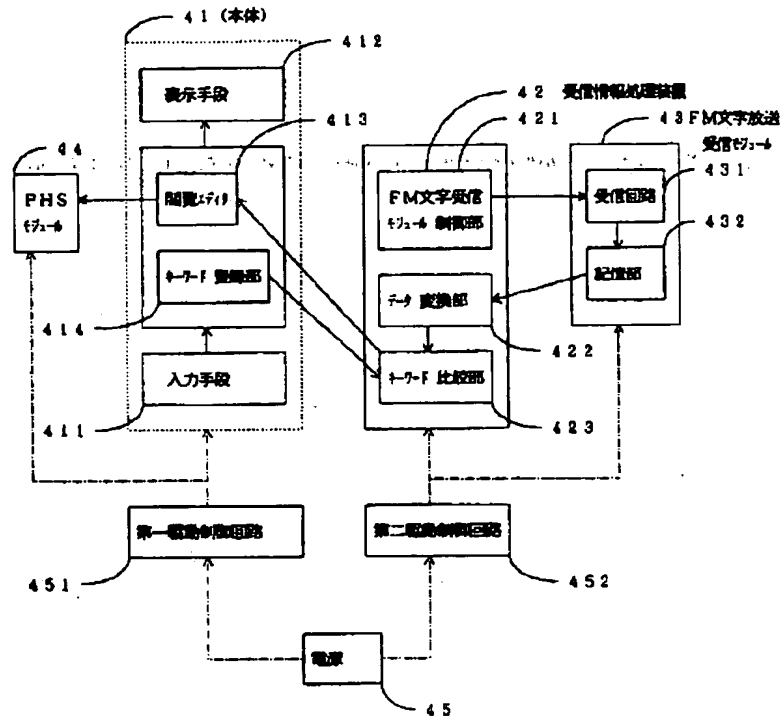 41 (本体)
412
表示手段
42 受信情報処理装置
413
421
43 FM文字放送
受信モジュール
44
431
PHS
モジュール
閲覧エディタ
FM文字受信
モジュール 制御部
受信回路
432
キーワード 登録部
記信部
データ 変換部
414
422
入力手段
キーワード 比較部
411
423
第一駆動制御回路
第二駆動制御回路
451
452
電源
45